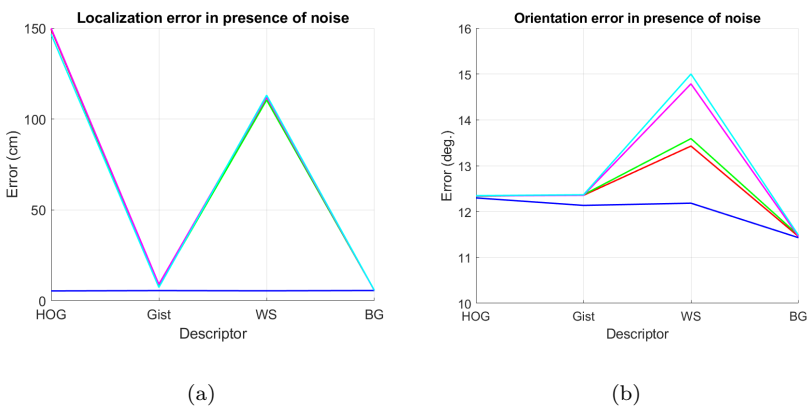 Localization error in presence of noise
150
100
50
0
Error (cm)
HOG Gist WS BG
Descriptor
(a)
Orientation error in presence of noise
16
15
14
13
12
11
10
Error (deg.)
HOG Gist WS BG
Descriptor
(b)